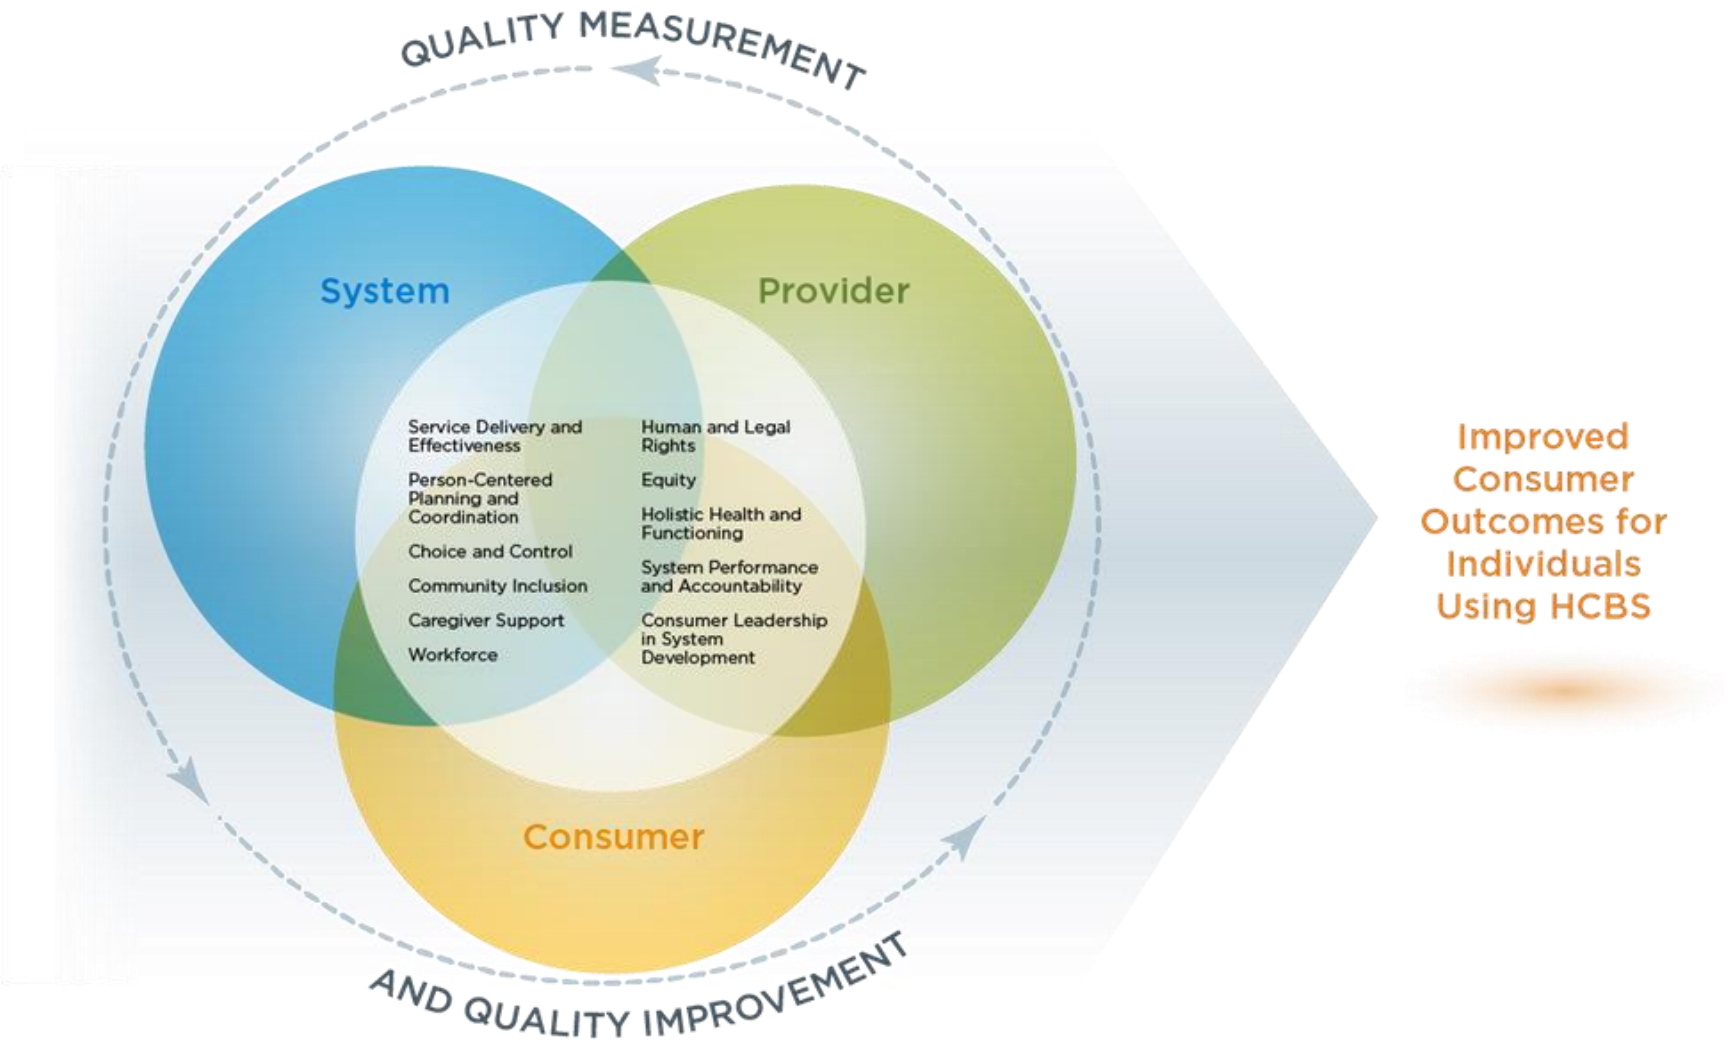 QUALITY MEASUREMENT
System
Provider
Service Delivery and
Effectiveness
Person-Centered
Planning and
Coordination
Choice and Control
Community Inclusion
Caregiver Support
Workforce
Human and Legal
Rights
Equity
Holistic Health and
Functioning
System Performance
and Accountability
Consumer Leadership
in System
Development
Consumer
AND QUALITY IMPROVEMENT
Improved
Consumer
Outcomes for
Individuals
Using HCBS